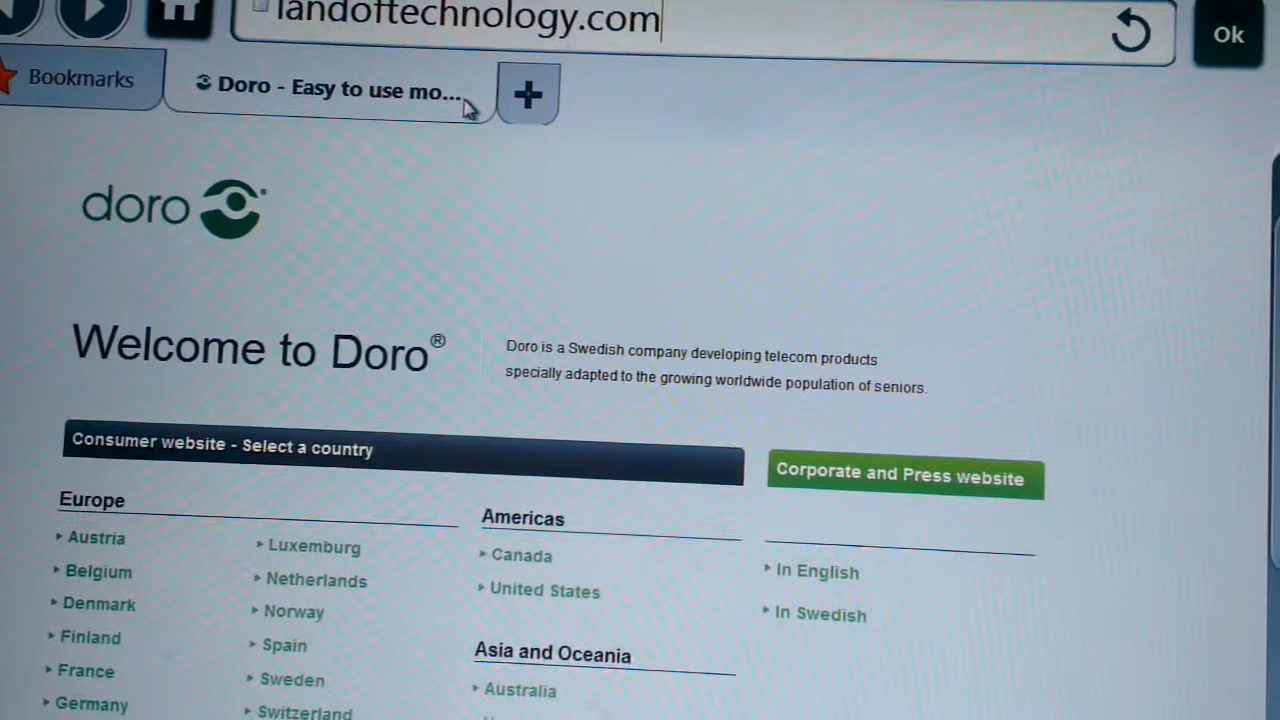 landoftechnology.com
Ok
Bookmarks
Doro - Easy to use mo...
doro
Welcome to Doro®
Doro is a Swedish company developing telecom products
specially adapted to the growing worldwide population of seniors.
Consumer website - Select a country
Corporate and Press website
Europe
Austria
Belgium
Denmark
Finland
France
Germany
Luxemburg
Netherlands
Norway
Spain
Sweden
Switzerland
Americas
Canada
United States
Asia and Oceania
Australia
In English
In Swedish